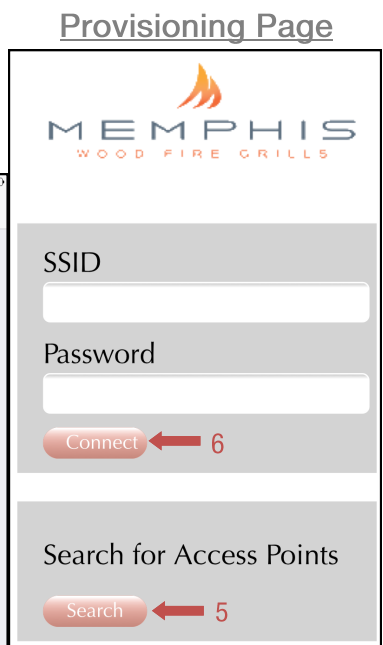 Provisioning Page
MEMPHIS
WOOD FIRE GRILLS
SSID
Password
Connect 6
Search for Access Points
Search 5